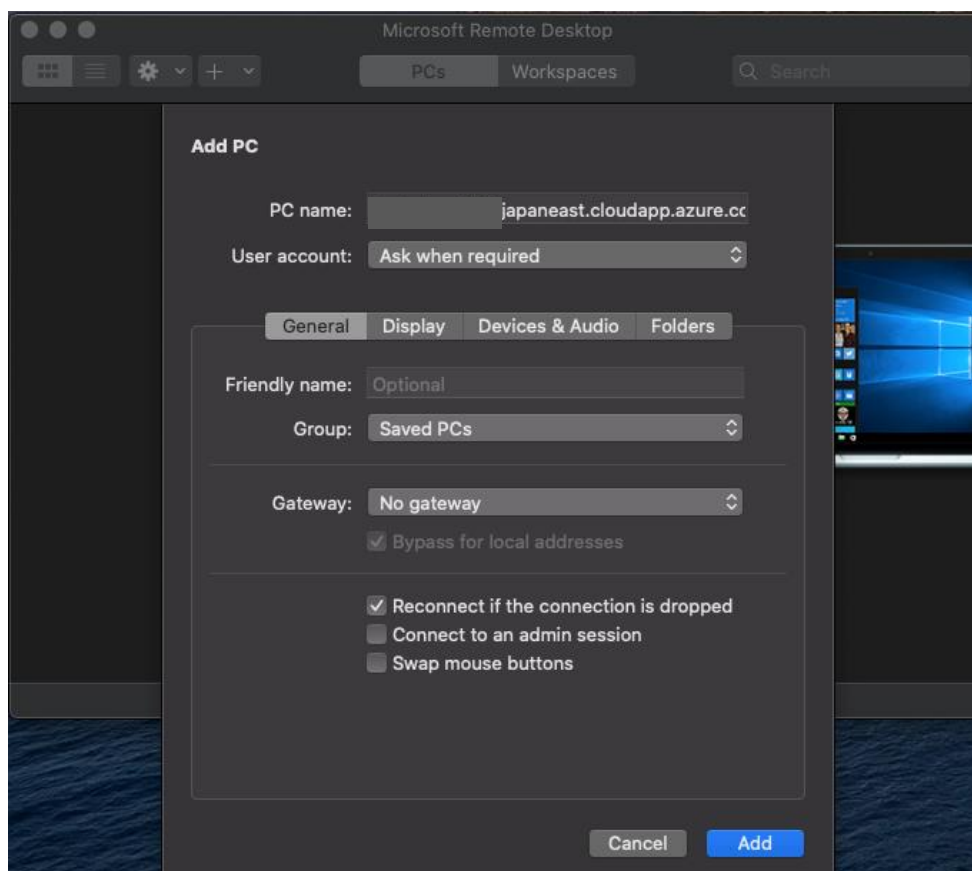 Microsoft Remote Desktop
PCs Workspaces Search
Add PC
PC name: japaneast.cloudapp.azure.cc
User account: Ask when required
General Display Devices & Audio Folders
Friendly name: Optional
Group: Saved PCs
Gateway: No gateway
Bypass for local addresses
Reconnect if the connection is dropped
Connect to an admin session
Swap mouse buttons
Cancel Add